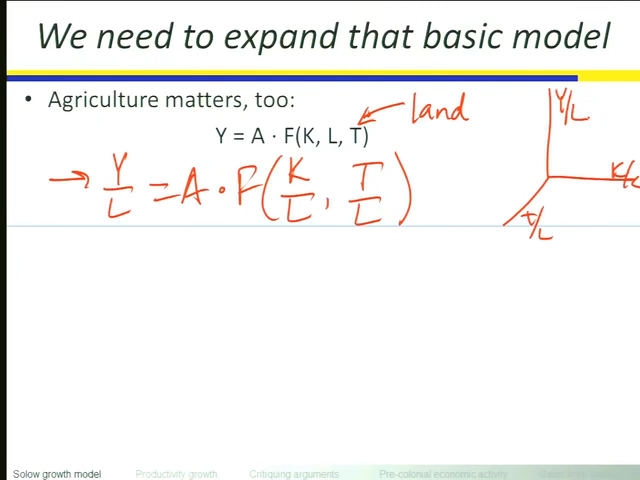 We need to expand that basic model
• Agriculture matters, too:
land
Y = A · F(K, L, T)
→ Y/L = A · F(K/L, T/L)
Y/L
K/L
T/L
Solow growth model Productivity growth Critiquing arguments Pre-colonial economic activity